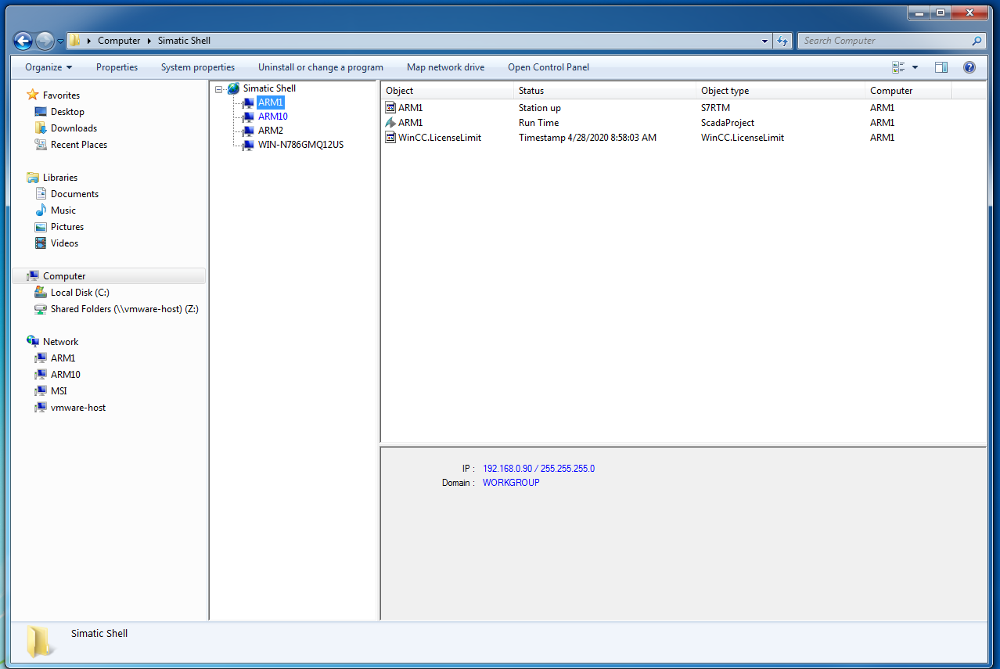 Computer Simatic Shell Search Computer
Organize Properties System properties Uninstall or change a program Map network drive Open Control Panel
Favorites
Desktop
Downloads
Recent Places
Libraries
Documents
Music
Pictures
Videos
Computer
Local Disk (C:)
Shared Folders (\\vmware-host) (Z:)
Network
ARM1
ARM10
MSI
vmware-host
Simatic Shell
ARM1
ARM10
ARM2
WIN-N786GMQ12US
Object Status Object type Computer
ARM1 Station up S7RTM ARM1
ARM1 Run Time ScadaProject ARM1
WinCC.LicenseLimit Timestamp 4/28/2020 8:58:03 AM WinCC.LicenseLimit ARM1
IP : 192.168.0.90 / 255.255.255.0
Domain : WORKGROUP
Simatic Shell